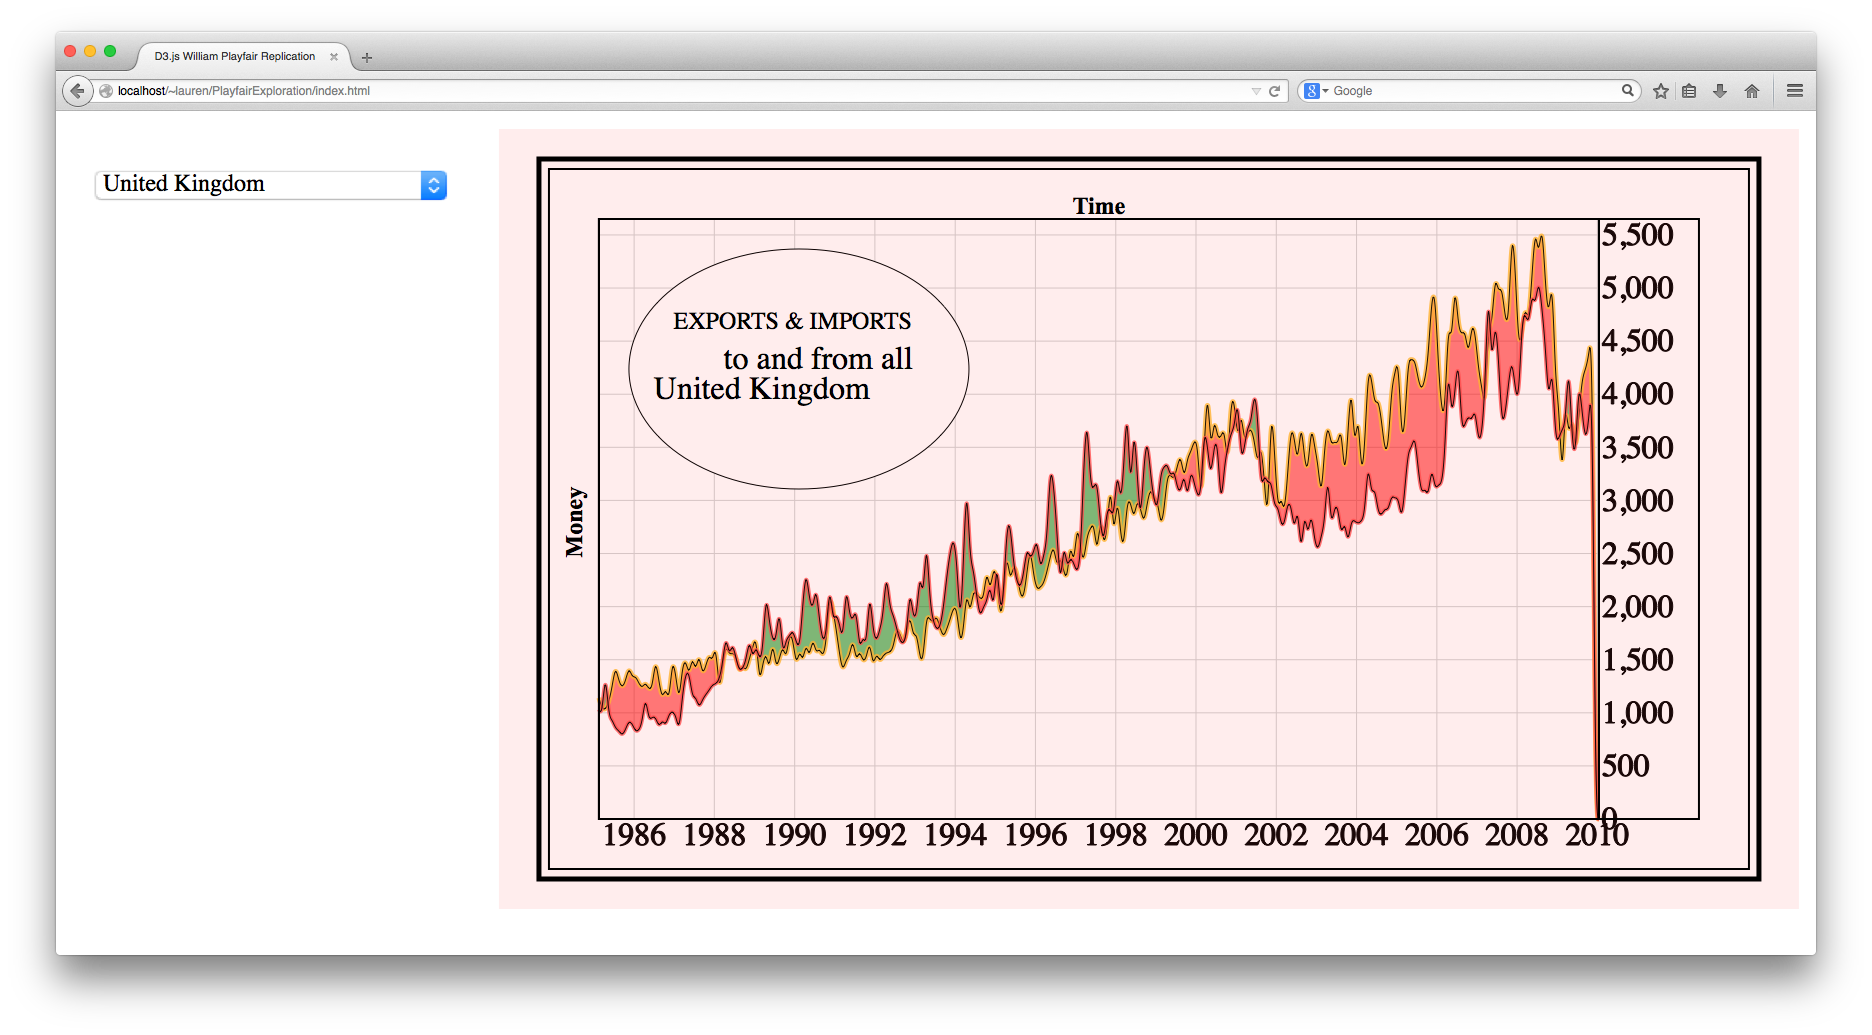 D3.js William Playfair Replication
localhost/~lauren/PlayfairExploration/index.html
Google
United Kingdom
Time
EXPORTS & IMPORTS
to and from all
United Kingdom
Money
5,500
5,000
4,500
4,000
3,500
3,000
2,500
2,000
1,500
1,000
500
0
1986 1988 1990 1992 1994 1996 1998 2000 2002 2004 2006 2008 2010